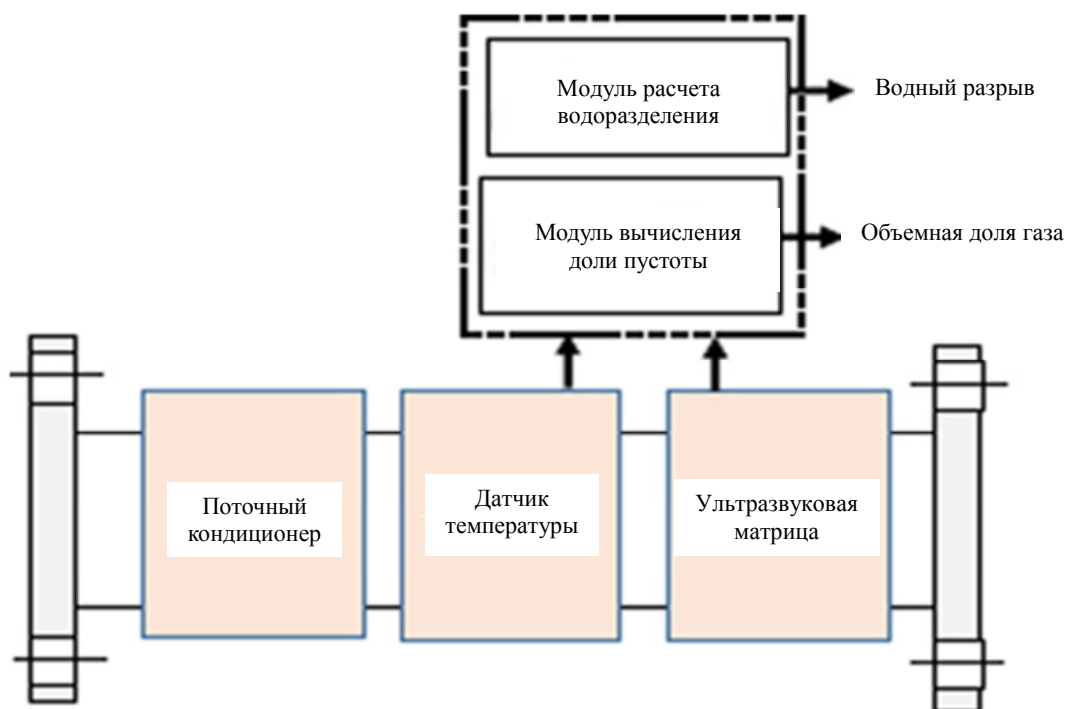 Модуль расчета
водоразделения
Водный разрыв
Модуль вычисления
доли пустоты
Объемная доля газа
Поточный
кондиционер
Датчик
температуры
Ультразвуковая
матрица